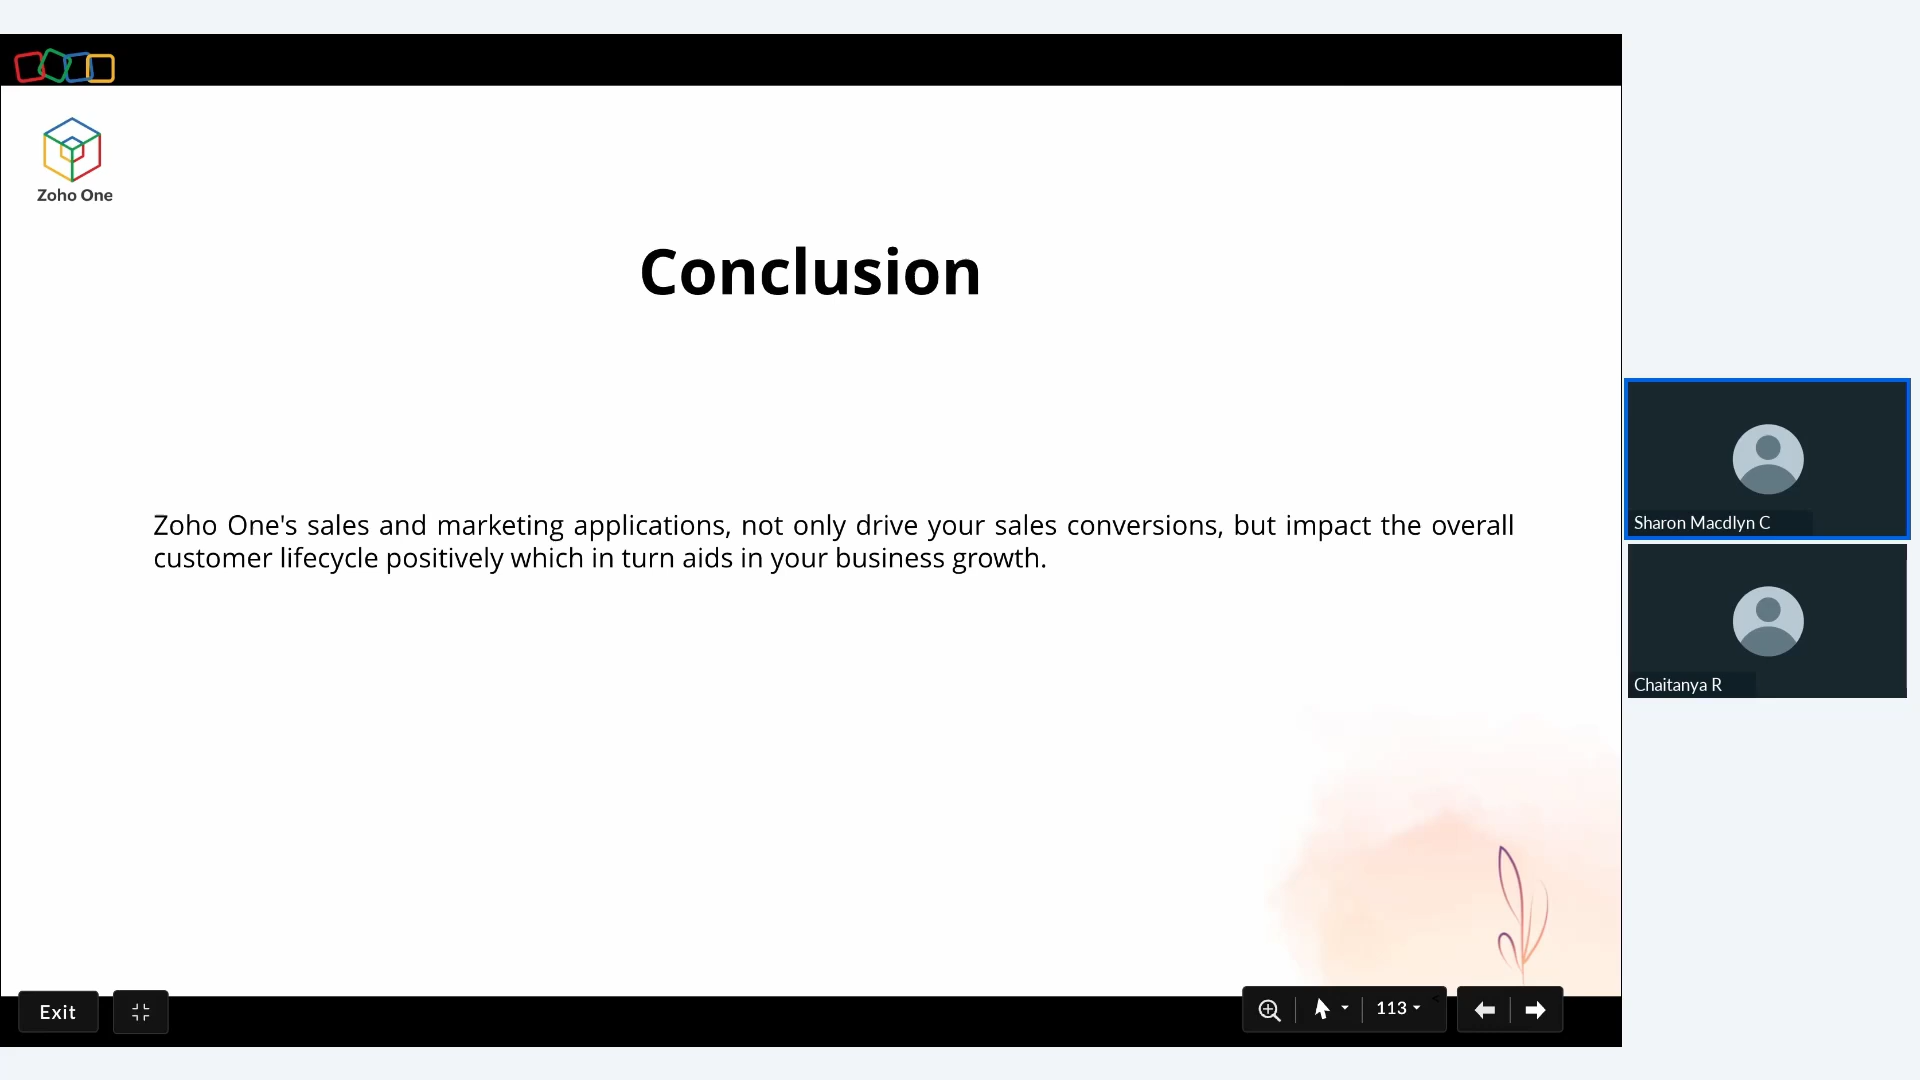 Zoho One
Conclusion
Zoho One's sales and marketing applications, not only drive your sales conversions, but impact the overall
customer lifecycle positively which in turn aids in your business growth.
Sharon Macdlyn C
Chaitanya R
Exit
113